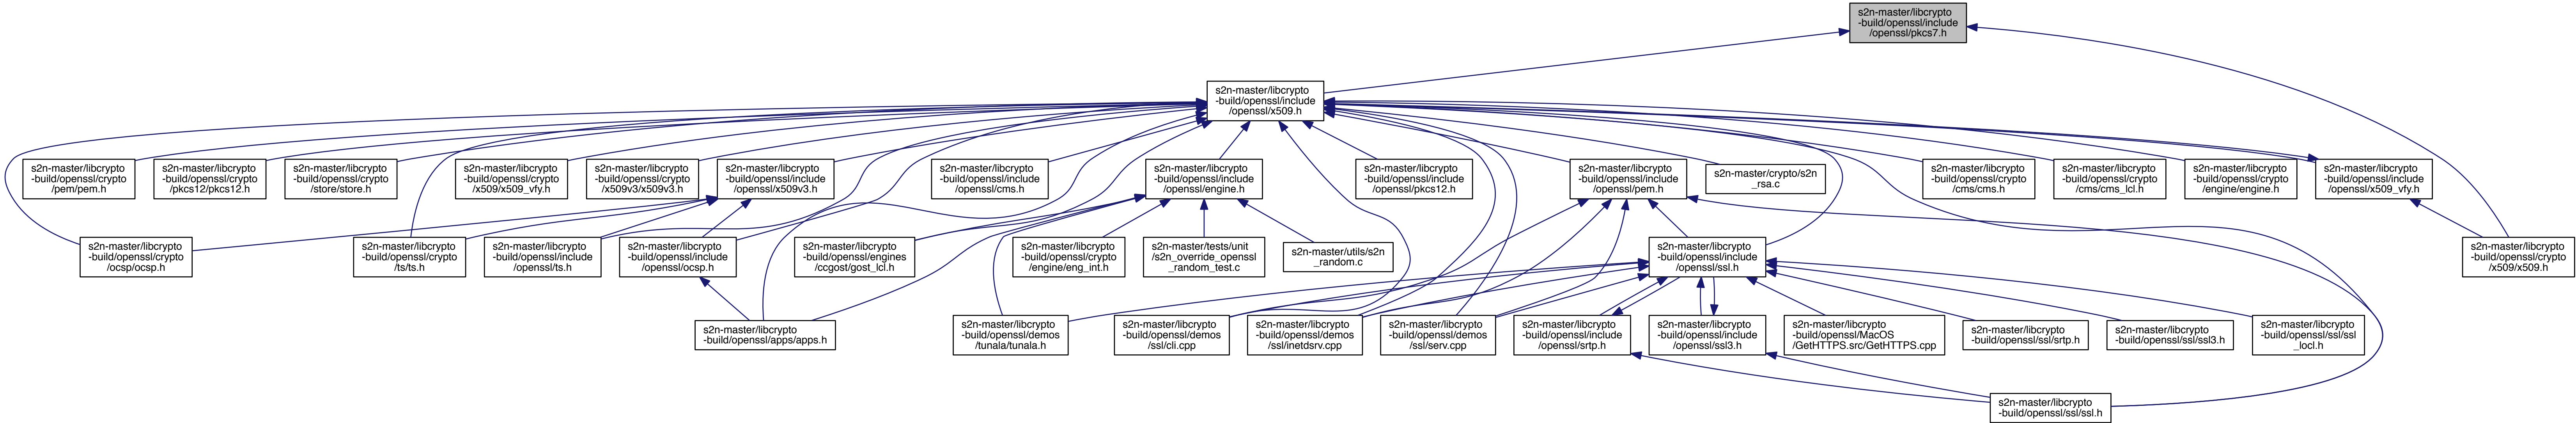 s2n-master/libcrypto
-build/openssl/include
/openssl/pkcs7.h
s2n-master/libcrypto
-build/openssl/include
/openssl/x509.h
s2n-master/libcrypto
-build/openssl/crypto
/pem/pem.h
s2n-master/libcrypto
-build/openssl/crypto
/pkcs12/pkcs12.h
s2n-master/libcrypto
-build/openssl/crypto
/store/store.h
s2n-master/libcrypto
-build/openssl/crypto
/x509/x509_vfy.h
s2n-master/libcrypto
-build/openssl/crypto
/x509v3/x509v3.h
s2n-master/libcrypto
-build/openssl/include
/openssl/x509v3.h
s2n-master/libcrypto
-build/openssl/include
/openssl/cms.h
s2n-master/libcrypto
-build/openssl/include
/openssl/engine.h
s2n-master/libcrypto
-build/openssl/include
/openssl/pkcs12.h
s2n-master/libcrypto
-build/openssl/include
/openssl/pem.h
s2n-master/crypto/s2n
_rsa.c
s2n-master/libcrypto
-build/openssl/crypto
/cms/cms.h
s2n-master/libcrypto
-build/openssl/crypto
/cms/cms_lcl.h
s2n-master/libcrypto
-build/openssl/crypto
/engine/engine.h
s2n-master/libcrypto
-build/openssl/include
/openssl/x509_vfy.h
s2n-master/libcrypto
-build/openssl/crypto
/ocsp/ocsp.h
s2n-master/libcrypto
-build/openssl/crypto
/ts/ts.h
s2n-master/libcrypto
-build/openssl/include
/openssl/ts.h
s2n-master/libcrypto
-build/openssl/include
/openssl/ocsp.h
s2n-master/libcrypto
-build/openssl/engines
/ccgost/gost_lcl.h
s2n-master/libcrypto
-build/openssl/crypto
/engine/eng_int.h
s2n-master/tests/unit
/s2n_override_openssl
_random_test.c
s2n-master/utils/s2n
_random.c
s2n-master/libcrypto
-build/openssl/include
/openssl/ssl.h
s2n-master/libcrypto
-build/openssl/crypto
/x509/x509.h
s2n-master/libcrypto
-build/openssl/apps/apps.h
s2n-master/libcrypto
-build/openssl/demos
/tunala/tunala.h
s2n-master/libcrypto
-build/openssl/demos
/ssl/cli.cpp
s2n-master/libcrypto
-build/openssl/demos
/ssl/inetdsrv.cpp
s2n-master/libcrypto
-build/openssl/demos
/ssl/serv.cpp
s2n-master/libcrypto
-build/openssl/include
/openssl/srtp.h
s2n-master/libcrypto
-build/openssl/include
/openssl/ssl3.h
s2n-master/libcrypto
-build/openssl/MacOS
/GetHTTPS.src/GetHTTPS.cpp
s2n-master/libcrypto
-build/openssl/ssl/srtp.h
s2n-master/libcrypto
-build/openssl/ssl/ssl3.h
s2n-master/libcrypto
-build/openssl/ssl/ssl
_locl.h
s2n-master/libcrypto
-build/openssl/ssl/ssl.h